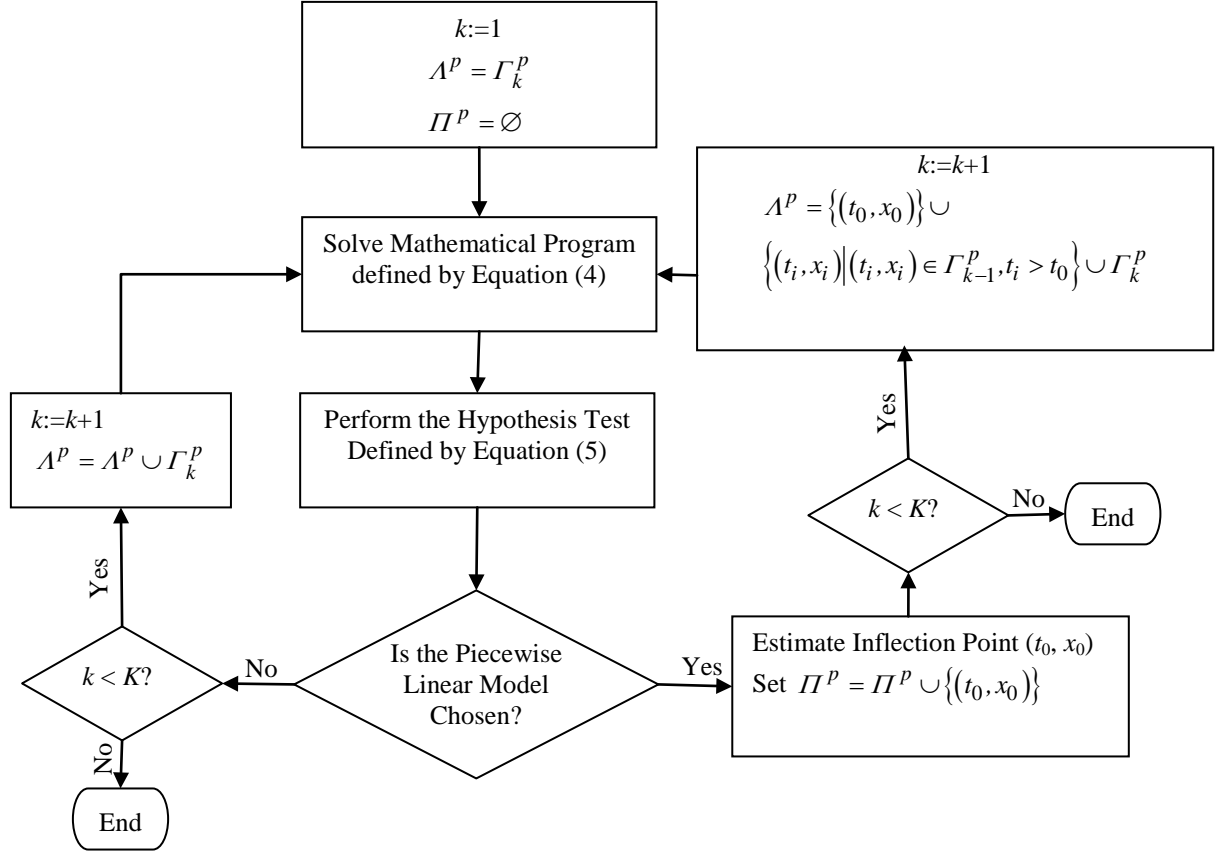 k:=1
Λ^p = Γ_k^p
Π^p = ∅
k:=k+1
Λ^p = {(t_0, x_0)} ∪
{(t_i, x_i)|(t_i, x_i) ∈ Γ_{k-1}^p, t_i > t_0} ∪ Γ_k^p
Solve Mathematical Program
defined by Equation (4)
Perform the Hypothesis Test
Defined by Equation (5)
k:=k+1
Λ^p = Λ^p ∪ Γ_k^p
Yes
k < K?
No
End
Yes
k < K?
No
End
No
Is the Piecewise
Linear Model
Chosen?
Yes
Estimate Inflection Point (t_0, x_0)
Set Π^p = Π^p ∪ {(t_0, x_0)}